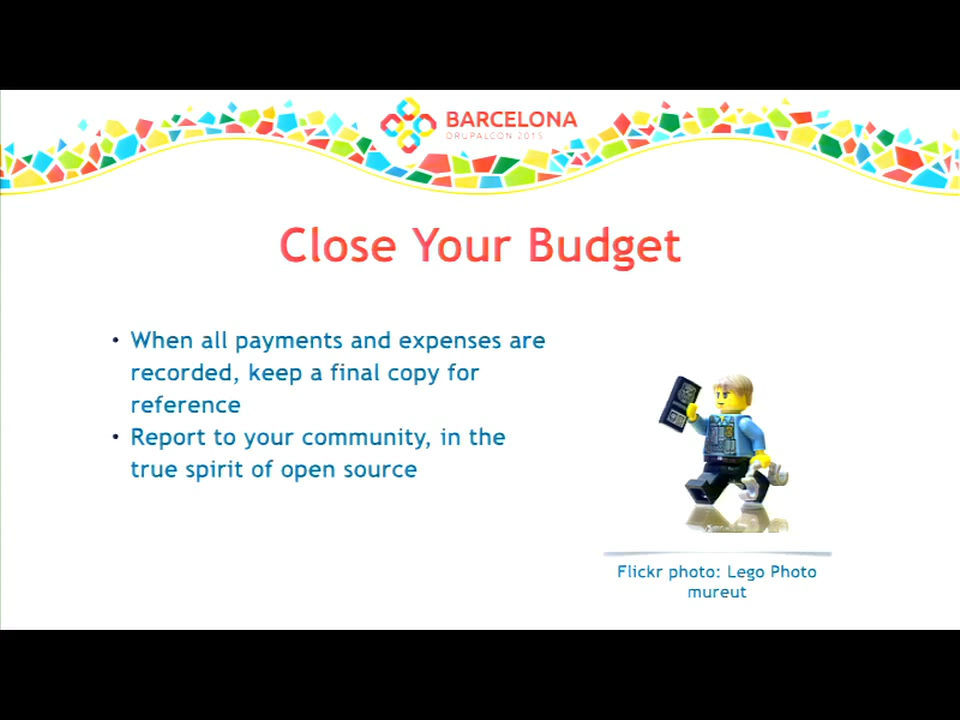 BARCELONA
DRUPALCON 2015
Close Your Budget
• When all payments and expenses are
recorded, keep a final copy for
reference
• Report to your community, in the
true spirit of open source
Flickr photo: Lego Photo
mureut